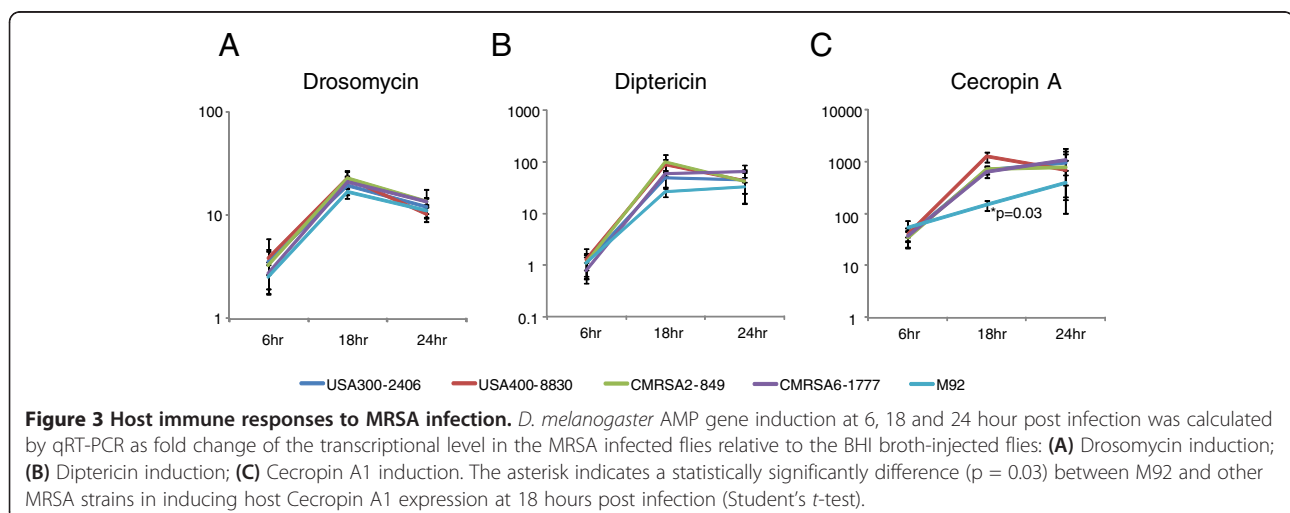 A
B
C
Drosomycin
Diptericin
Cecropin A
100
10
1
6hr
18hr
24hr
1000
100
10
1
0.1
6hr
18hr
24hr
10000
1000
100
10
1
*p=0.03
6hr
18hr
24hr
USA300-2406
USA400-8830
CMRSA2-849
CMRSA6-1777
M92
Figure 3 Host immune responses to MRSA infection. D. melanogaster AMP gene induction at 6, 18 and 24 hour post infection was calculated
by qRT-PCR as fold change of the transcriptional level in the MRSA infected flies relative to the BHI broth-injected flies: (A) Drosomycin induction;
(B) Diptericin induction; (C) Cecropin A1 induction. The asterisk indicates a statistically significantly difference (p = 0.03) between M92 and other
MRSA strains in inducing host Cecropin A1 expression at 18 hours post infection (Student's t-test).